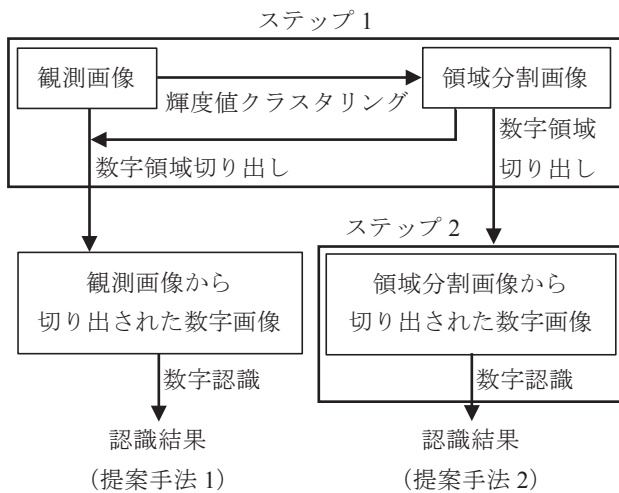 ステップ 1
観測画像
領域分割画像
輝度値クラスタリング
数字領域
切り出し
数字領域切り出し
ステップ 2
観測画像から
切り出された数字画像
領域分割画像から
切り出された数字画像
数字認識
数字認識
認識結果
（提案手法 1）
認識結果
（提案手法 2）